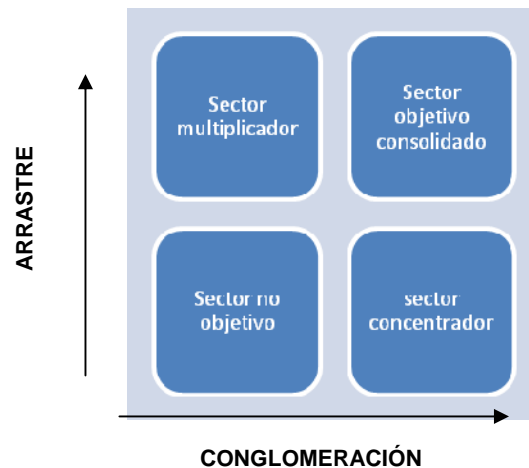 ARRASTRE
Sector
multiplicador
Sector
objetivo
consolidado
Sector no
objetivo
sector
concentrador
CONGLOMERACIÓN